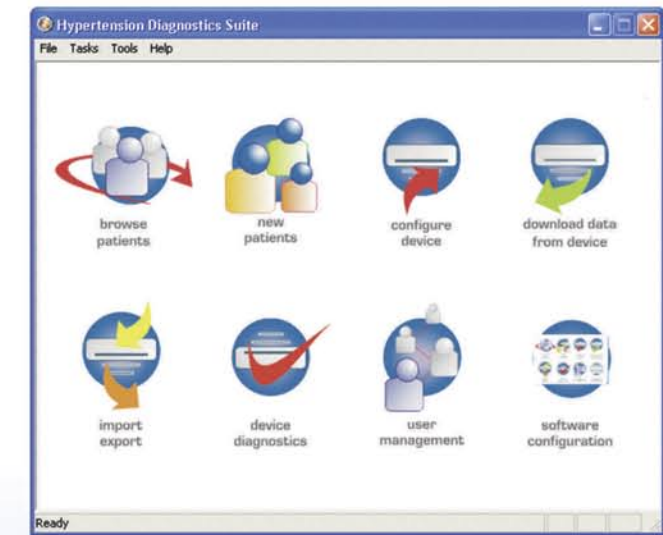 Hypertension Diagnostics Suite
File Tasks Tools Help
browse
patients
new
patients
configure
device
download data
from device
import
export
device
diagnostics
user
management
software
configuration
Ready